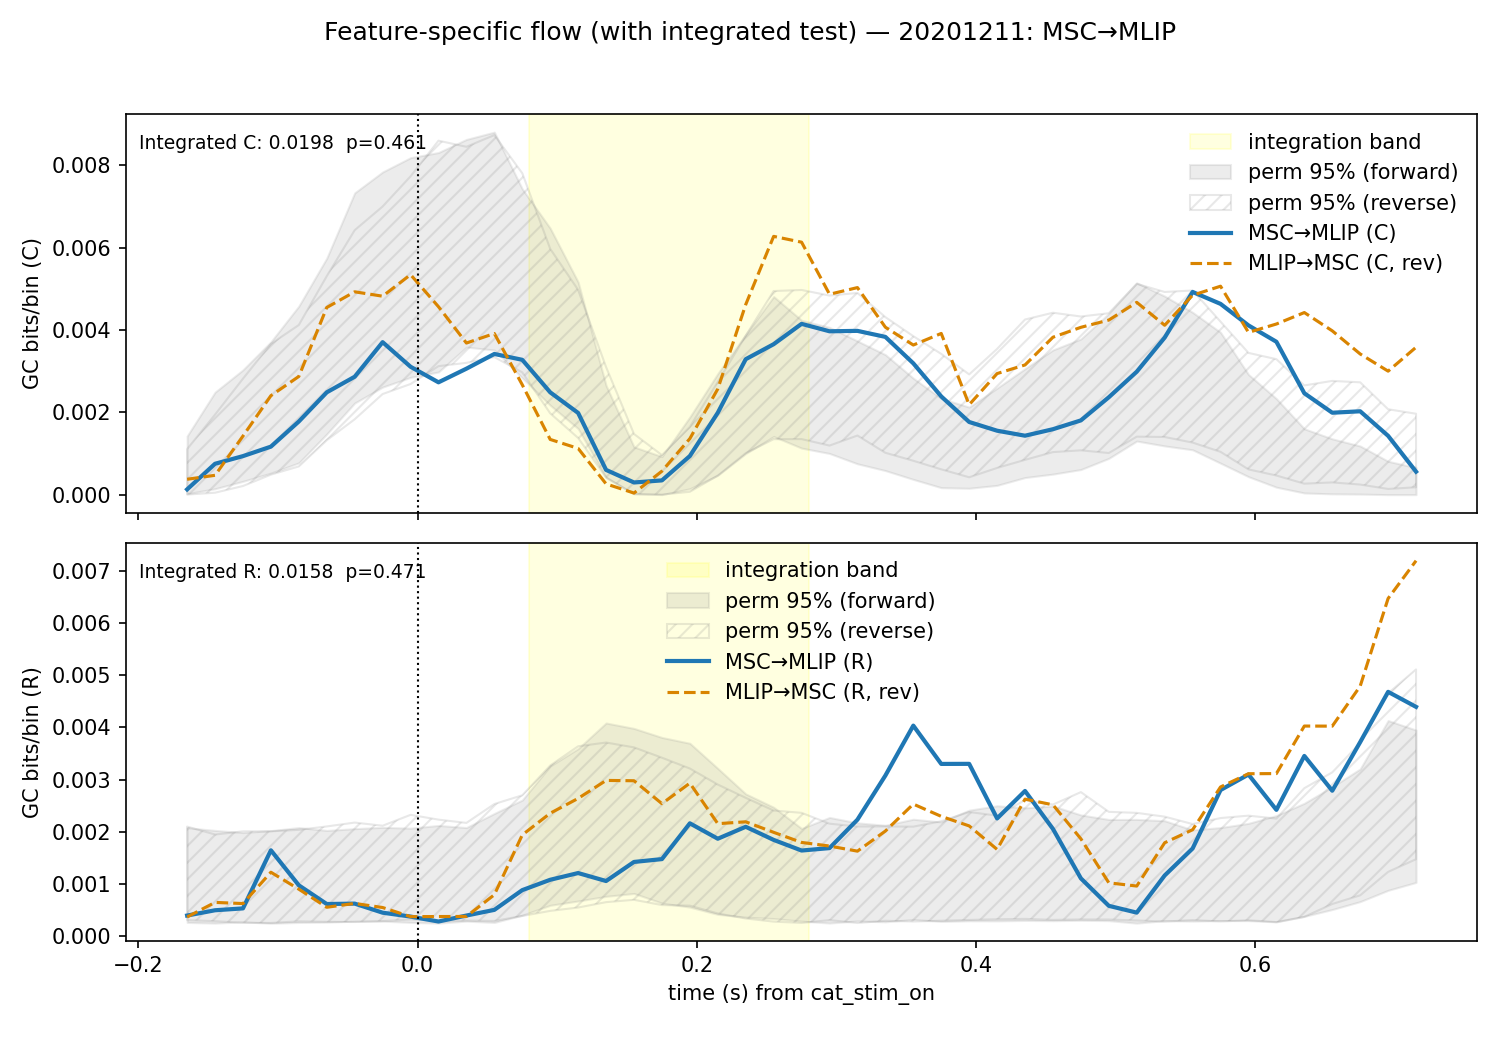 Feature-specific flow (with integrated test) — 20201211: MSC→MLIP
Integrated C: 0.0198  p=0.461
integration band
perm 95% (forward)
perm 95% (reverse)
MSC→MLIP (C)
MLIP→MSC (C, rev)
GC bits/bin (C)
0.008
0.006
0.004
0.002
0.000
Integrated R: 0.0158  p=0.471
integration band
perm 95% (forward)
perm 95% (reverse)
MSC→MLIP (R)
MLIP→MSC (R, rev)
GC bits/bin (R)
0.007
0.006
0.005
0.004
0.003
0.002
0.001
0.000
−0.2 0.0 0.2 0.4 0.6
time (s) from cat_stim_on